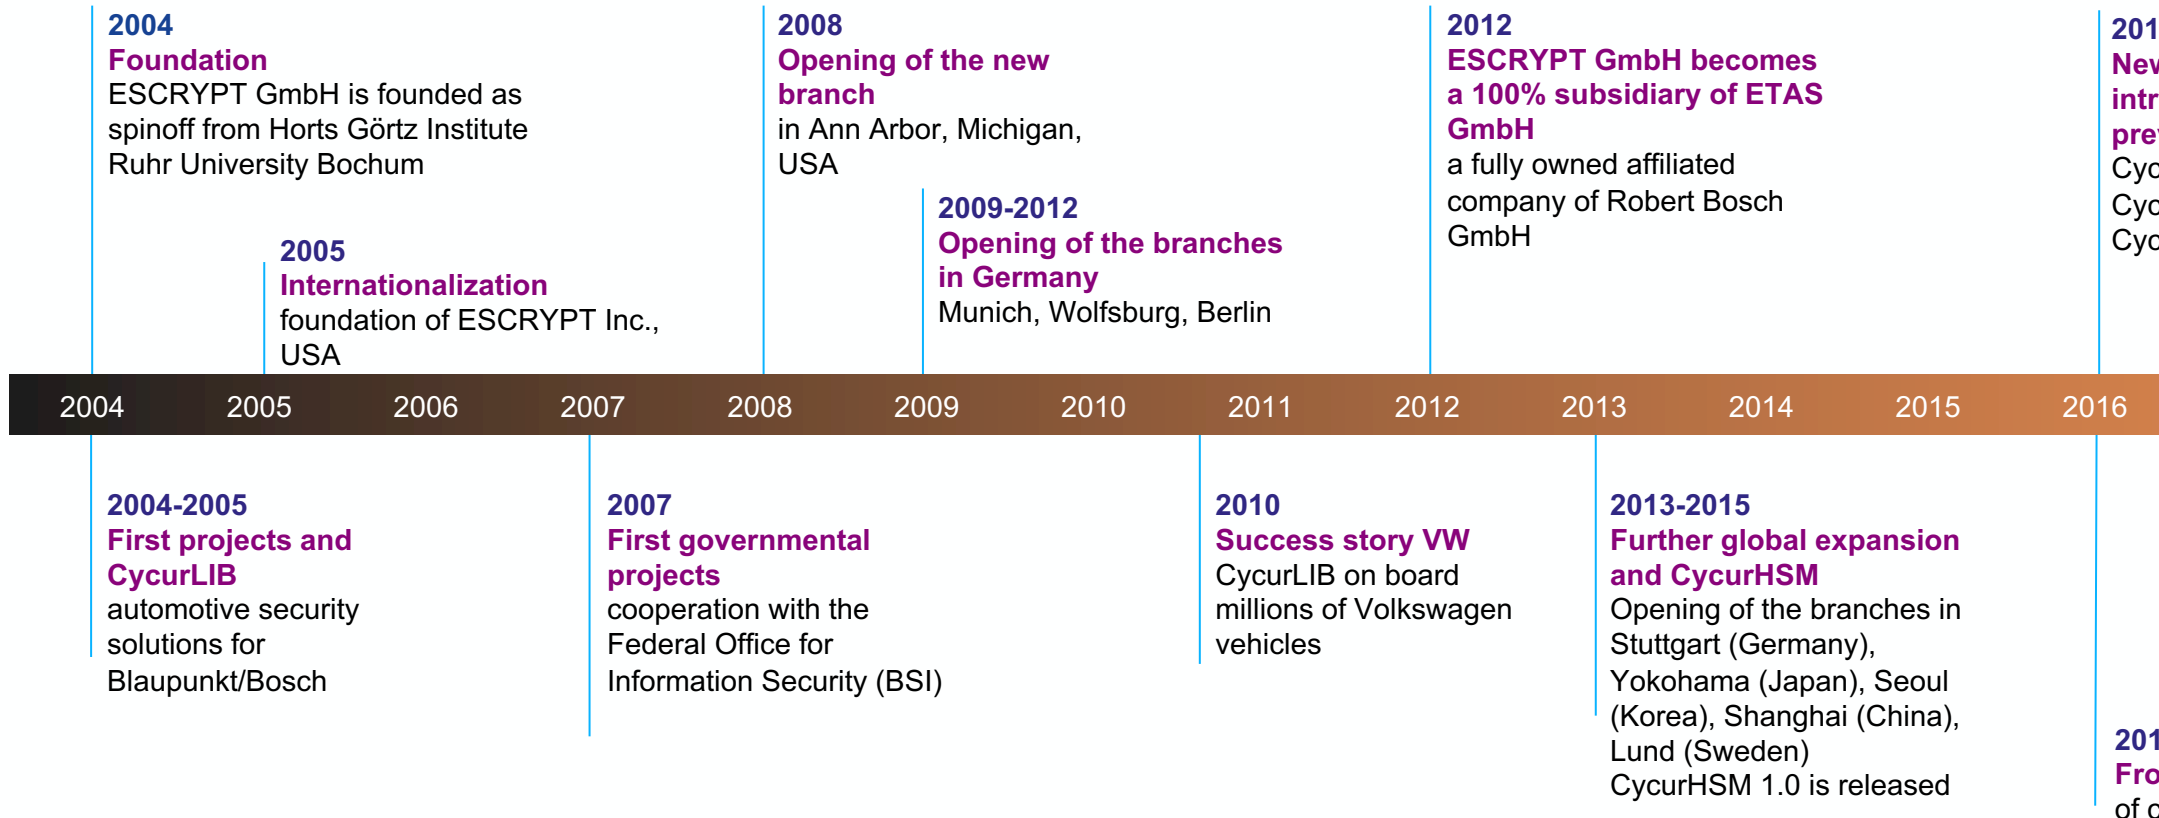 2004
Foundation
ESCRYPT GmbH is founded as
spinoff from Horts Görtz Institute
Ruhr University Bochum
2005
Internationalization
foundation of ESCRYPT Inc.,
USA
2008
Opening of the new
branch
in Ann Arbor, Michigan,
USA
2009-2012
Opening of the branches
in Germany
Munich, Wolfsburg, Berlin
2012
ESCRYPT GmbH becomes
a 100% subsidiary of ETAS
GmbH
a fully owned affiliated
company of Robert Bosch
GmbH
2004 2005 2006 2007 2008 2009 2010 2011 2012 2013 2014 2015 2016
2004-2005
First projects and
CycurLIB
automotive security
solutions for
Blaupunkt/Bosch
2007
First governmental
projects
cooperation with the
Federal Office for
Information Security (BSI)
2010
Success story VW
CycurLIB on board
millions of Volkswagen
vehicles
2013-2015
Further global expansion
and CycurHSM
Opening of the branches in
Stuttgart (Germany),
Yokohama (Japan), Seoul
(Korea), Shanghai (China),
Lund (Sweden)
CycurHSM 1.0 is released
of